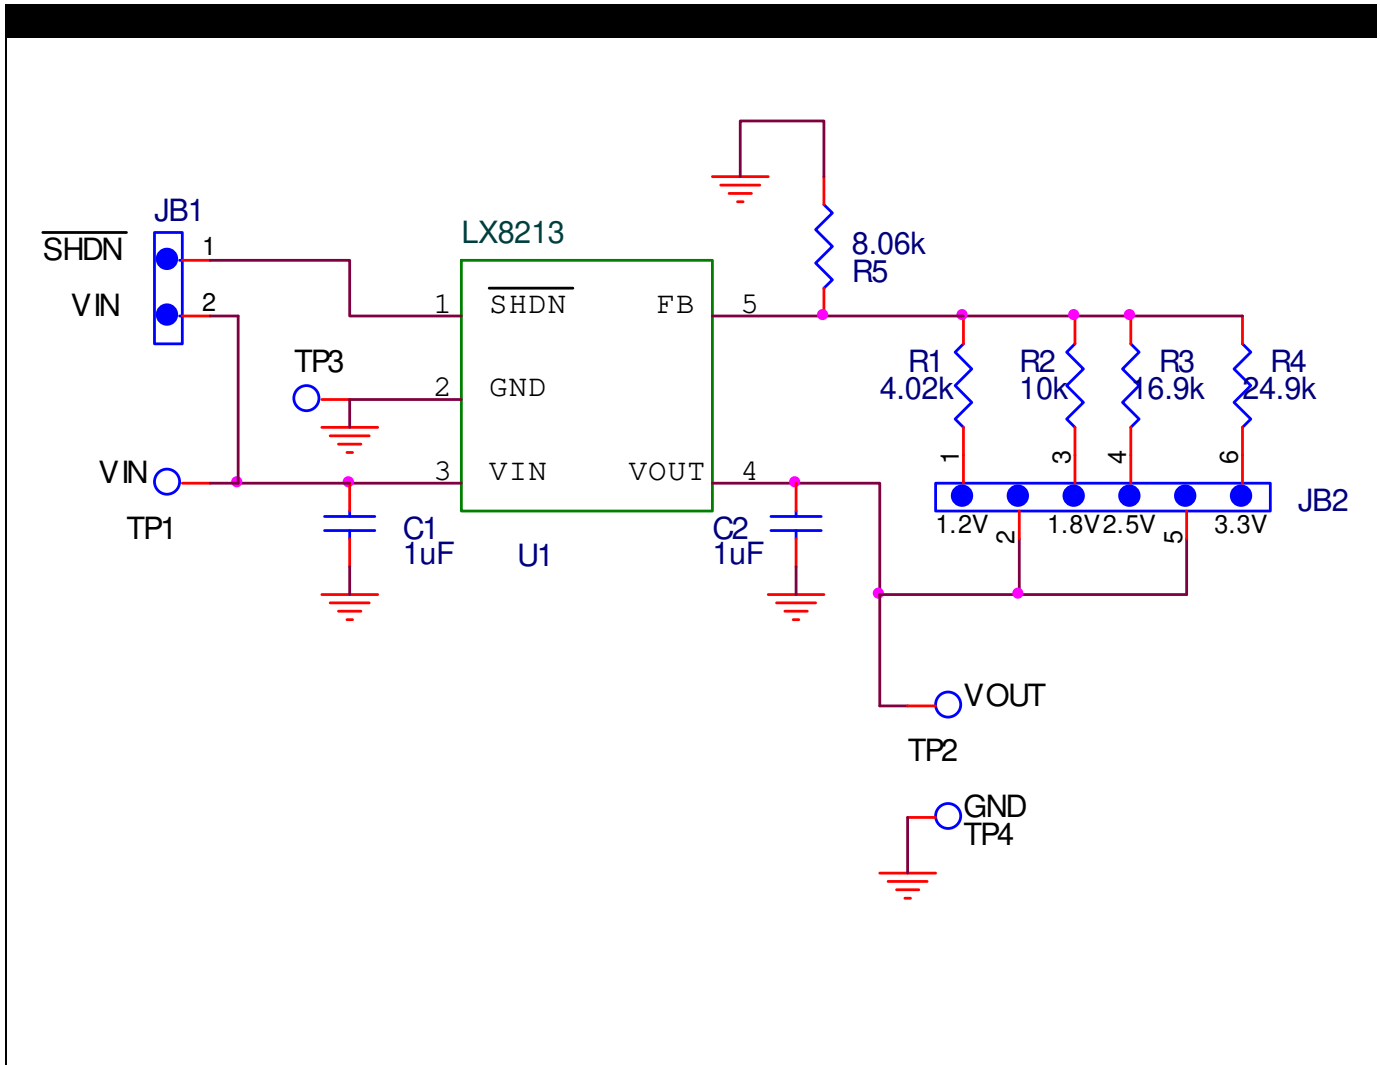 JB1
SHDN
1
VIN
2
LX8213
8.06k
R5
1
SHDN
FB
5
TP3
2
GND
R1
4.02k
R2
10k
R3
16.9k
R4
24.9k
VIN
TP1
3
VIN
VOUT
4
1
3
4
6
JB2
1.2V
2
1.8V
2.5V
5
3.3V
C1
1uF
U1
C2
1uF
VOUT
TP2
GND
TP4